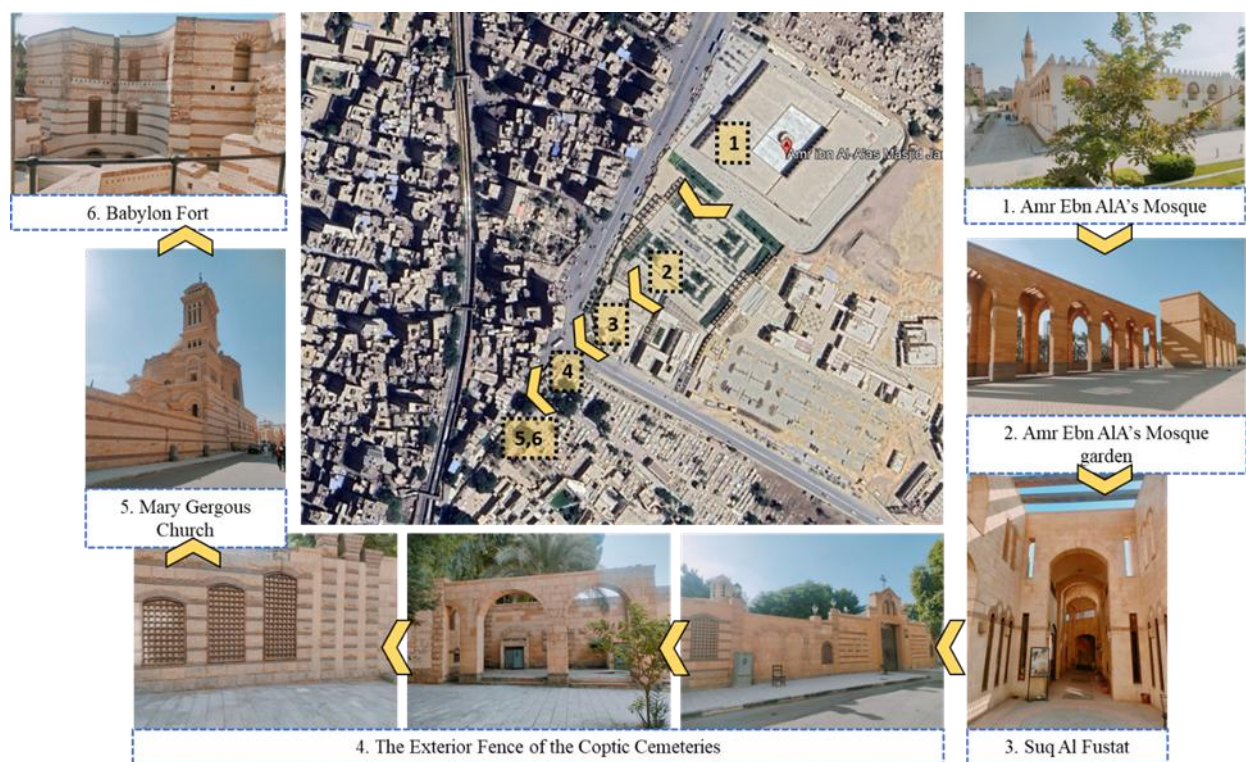 6. Babylon Fort
5. Mary Gergous
Church
1
Amr ibn Al-Aas Masjid Ja
2
3
4
5,6
1. Amr Ebn AlA's Mosque
2. Amr Ebn AlA's Mosque
garden
4. The Exterior Fence of the Coptic Cemeteries
3. Suq Al Fustat